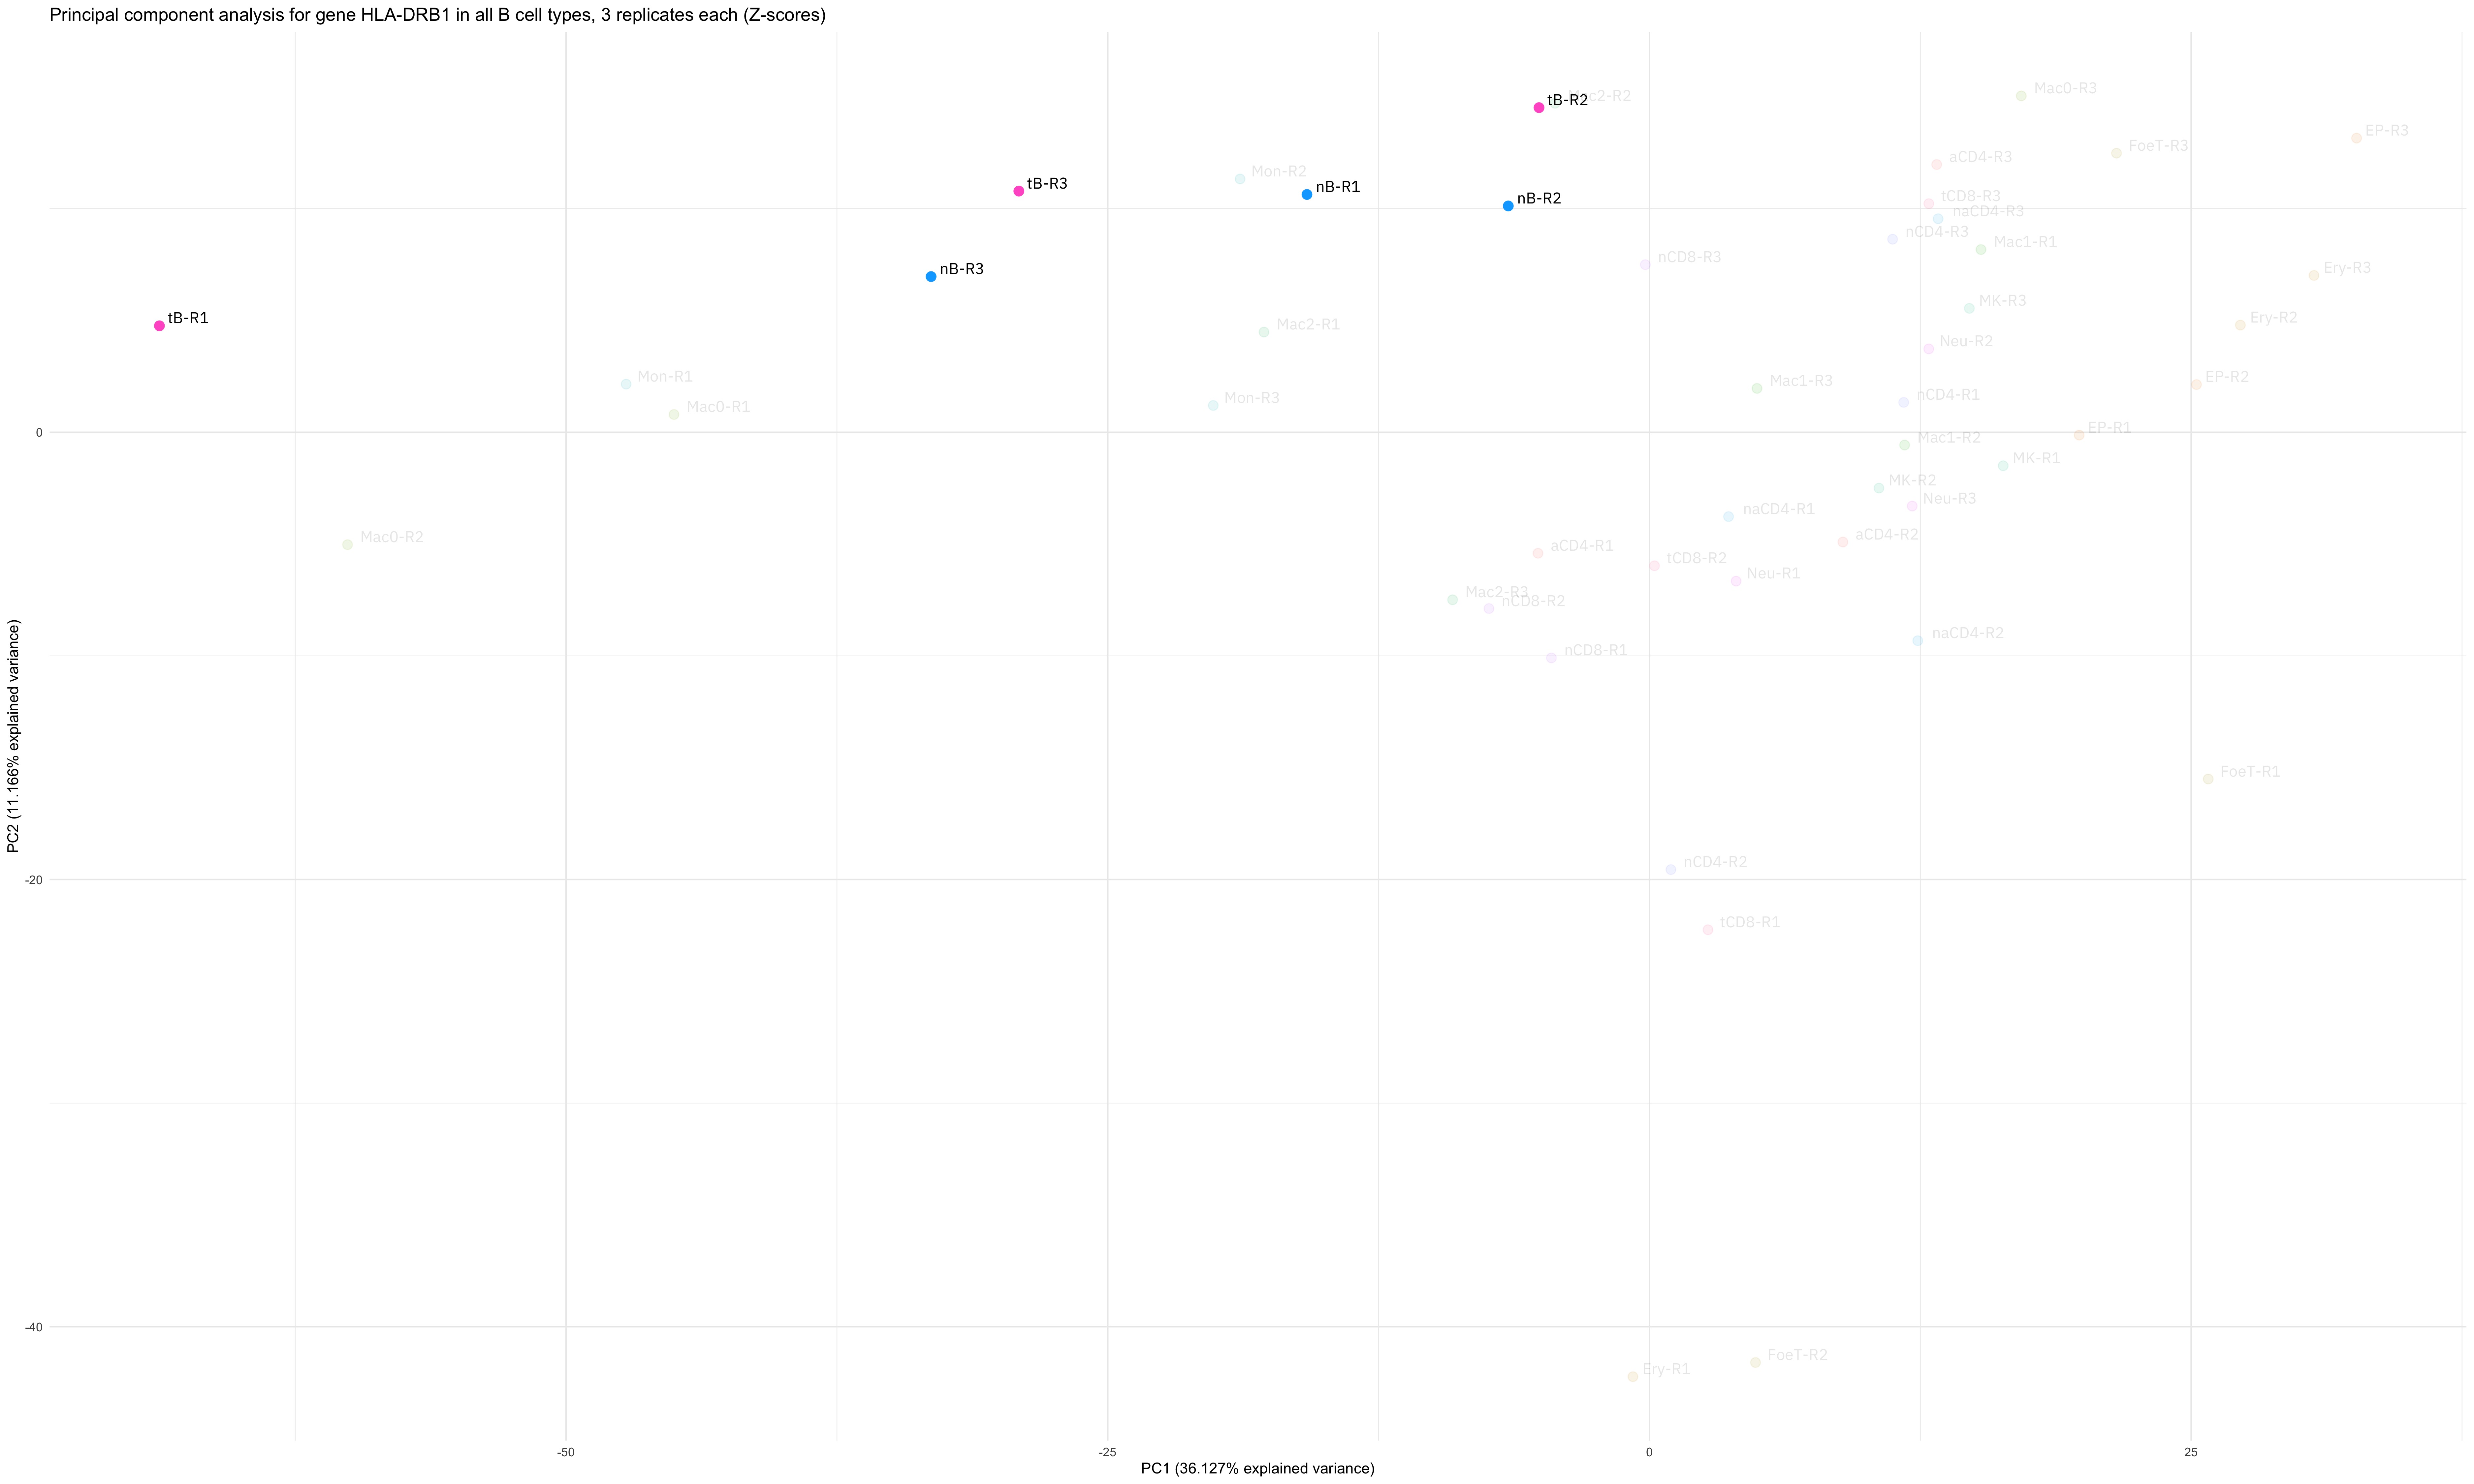 Principal component analysis for gene HLA-DRB1 in all B cell types, 3 replicates each (Z-scores)
Mac0-R3
tB-R2
Mac2-R2
EP-R3
FoeT-R3
aCD4-R3
Mon-R2
tB-R3
nB-R1
nB-R2
tCD8-R3
naCD4-R3
nCD4-R3
Mac1-R1
nCD8-R3
nB-R3
Ery-R3
MK-R3
tB-R1
Ery-R2
Mac2-R1
Neu-R2
Mon-R1
EP-R2
Mac1-R3
nCD4-R1
Mon-R3
Mac0-R1
EP-R1
0
Mac1-R2
MK-R1
MK-R2
Neu-R3
naCD4-R1
aCD4-R2
Mac0-R2
aCD4-R1
tCD8-R2
Neu-R1
Mac2-R3
nCD8-R2
naCD4-R2
nCD8-R1
PC2 (11.166% explained variance)
FoeT-R1
nCD4-R2
-20
tCD8-R1
-40
FoeT-R2
Ery-R1
-50
-25
0
25
PC1 (36.127% explained variance)